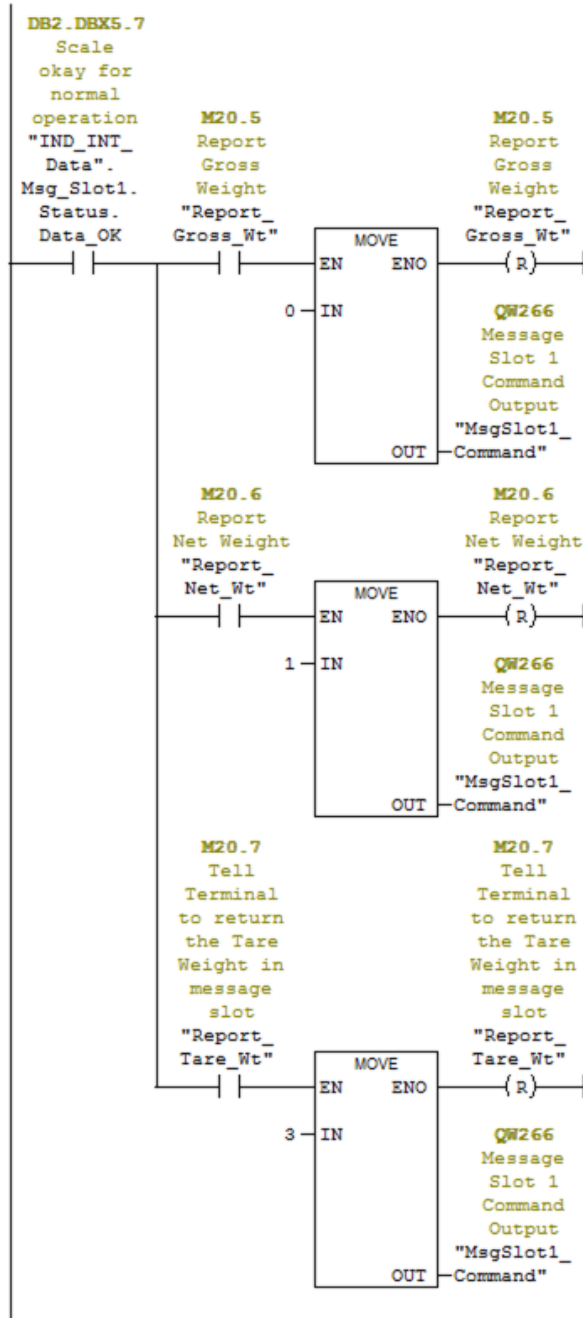 DB2.DBX5.7
Scale
okay for
normal
operation
"IND_INT_
Data".
Msg_Slot1.
Status.
Data_OK
M20.5
Report
Gross
Weight
"Report_
Gross_Wt"
MOVE
EN ENO
0 IN
OUT
M20.5
Report
Gross
Weight
"Report_
Gross_Wt"
R
QW266
Message
Slot 1
Command
Output
"MsgSlot1_
Command"
M20.6
Report
Net Weight
"Report_
Net_Wt"
MOVE
EN ENO
1 IN
OUT
M20.6
Report
Net Weight
"Report_
Net_Wt"
R
QW266
Message
Slot 1
Command
Output
"MsgSlot1_
Command"
M20.7
Tell
Terminal
to return
the Tare
Weight in
message
slot
"Report_
Tare_Wt"
MOVE
EN ENO
3 IN
OUT
M20.7
Tell
Terminal
to return
the Tare
Weight in
message
slot
"Report_
Tare_Wt"
R
QW266
Message
Slot 1
Command
Output
"MsgSlot1_
Command"